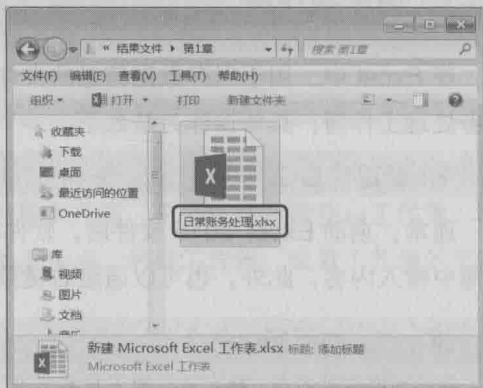 « 结果文件 ▸ 第1章
搜索 第1章
文件(F) 编辑(E) 查看(V) 工具(T) 帮助(H)
组织 打开 打印 新建文件夹
收藏夹
下载
桌面
最近访问的位置
OneDrive
库
视频
图片
文档
音乐
日常账务处理.xlsx
新建 Microsoft Excel 工作表.xlsx 标题: 添加标题
Microsoft Excel 工作表